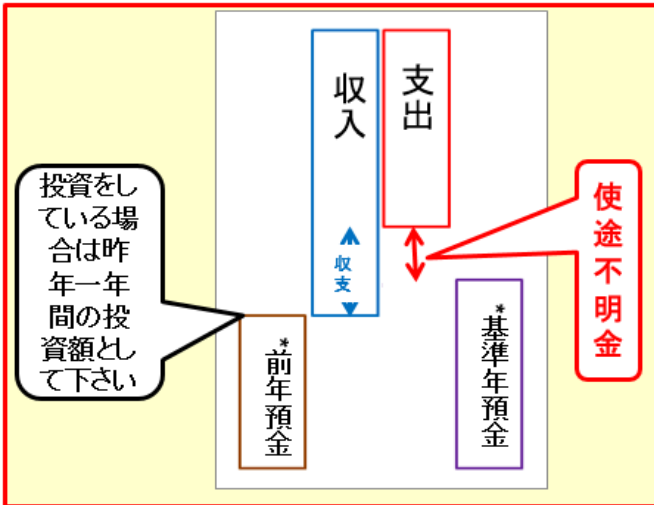 収入
支出
投資をし
ている場
合は昨
年一年
間の投
資額とし
て下さい
収
支
使途不明金
*前年預金
*基準年預金